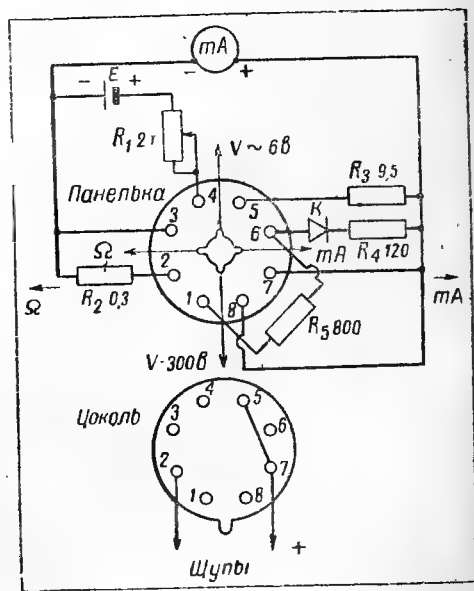 mA
- +
- E +
R₁ 2т
V ~ 6в
Панелька
4 5
R₃ 9,5
3 K
6
R₄ 120
Ω mA
2 7
Ω R₂ 0,3 mA
1 8
R₅ 800
V-300в
Цоколь
4 5
3 6
2 7
1 8
+
Щупы